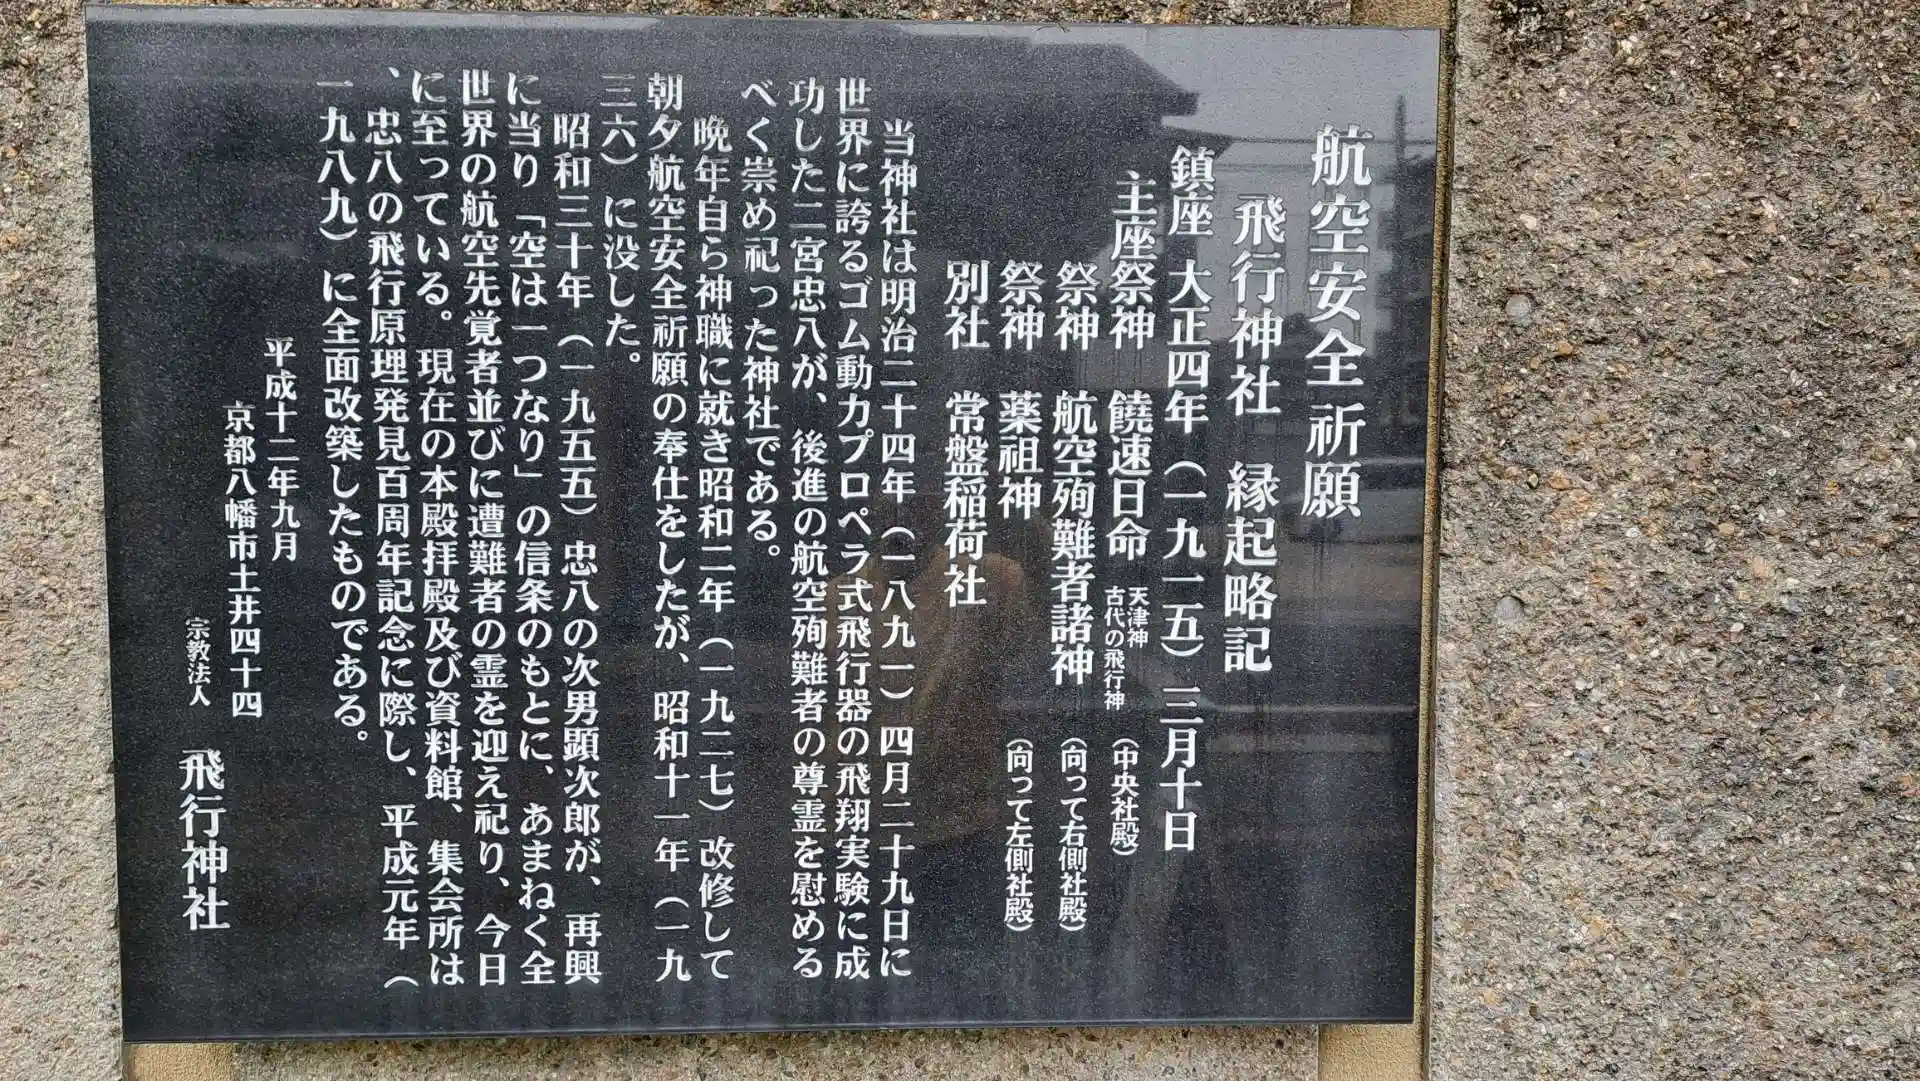 航空安全祈願
飛行神社 縁起略記
鎮座 大正四年(一九一五)三月十日
主座祭神 饒速日命 天津神 古代の飛行神 (中央社殿)
祭神 航空殉難者諸神 (向って右側社殿)
祭神 薬祖神 (向って左側社殿)
別社 常盤稲荷社
当神社は明治二十四年(一八九一)四月二十九日に
世界に誇るゴム動力プロペラ式飛行器の飛翔実験に成
功した二宮忠八が、後進の航空殉難者の尊霊を慰める
べく崇め祀った神社である。
晩年自ら神職に就き昭和二年(一九二七)改修して
朝夕航空安全祈願の奉仕をしたが、昭和十一年(一九
三六)に没した。
昭和三十年(一九五五)忠八の次男顕次郎が、再興
に当り「空は一つなり」の信条のもとに、あまねく全
世界の航空先覚者並びに遭難者の霊を迎え祀り、今日
に至っている。現在の本殿拝殿及び資料館、集会所は
、忠八の飛行原理発見百周年記念に際し、平成元年(
一九八九)に全面改築したものである。
平成十二年九月
京都八幡市土井四十四
宗教法人 飛行神社